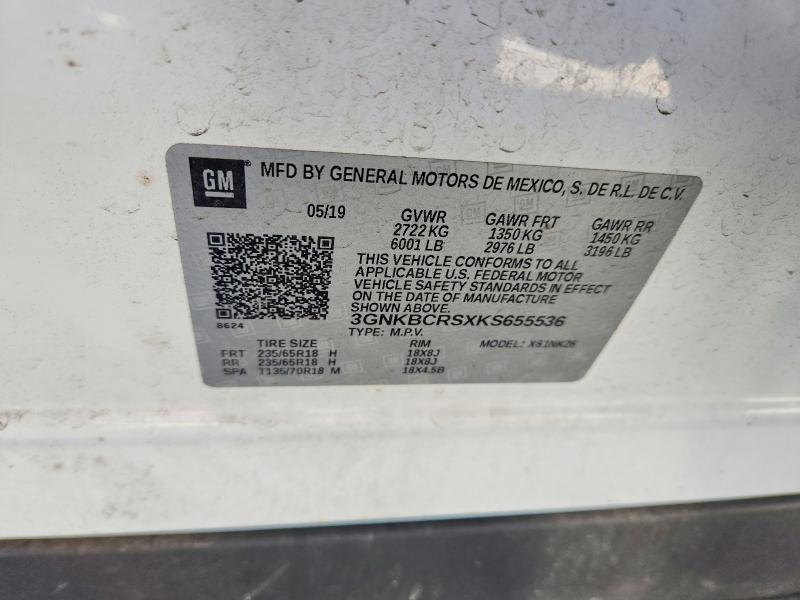 GM ® MFD BY GENERAL MOTORS DE MEXICO, S. DE R.L. DE C.V.
05/19 GVWR GAWR FRT GAWR RR
2722 KG 1350 KG 1450 KG
6001 LB 2976 LB 3196 LB
THIS VEHICLE CONFORMS TO ALL
APPLICABLE U.S. FEDERAL MOTOR
VEHICLE SAFETY STANDARDS IN EFFECT
ON THE DATE OF MANUFACTURE
SHOWN ABOVE.
8624 3GNKBCRSXKS655536
TYPE: M.P.V. MODEL: XS1NK26
TIRE SIZE RIM
FRT 235/65R18 H 18X8J
RR 235/65R18 H 18X8J
SPA T135/70R18 M 18X4.5B